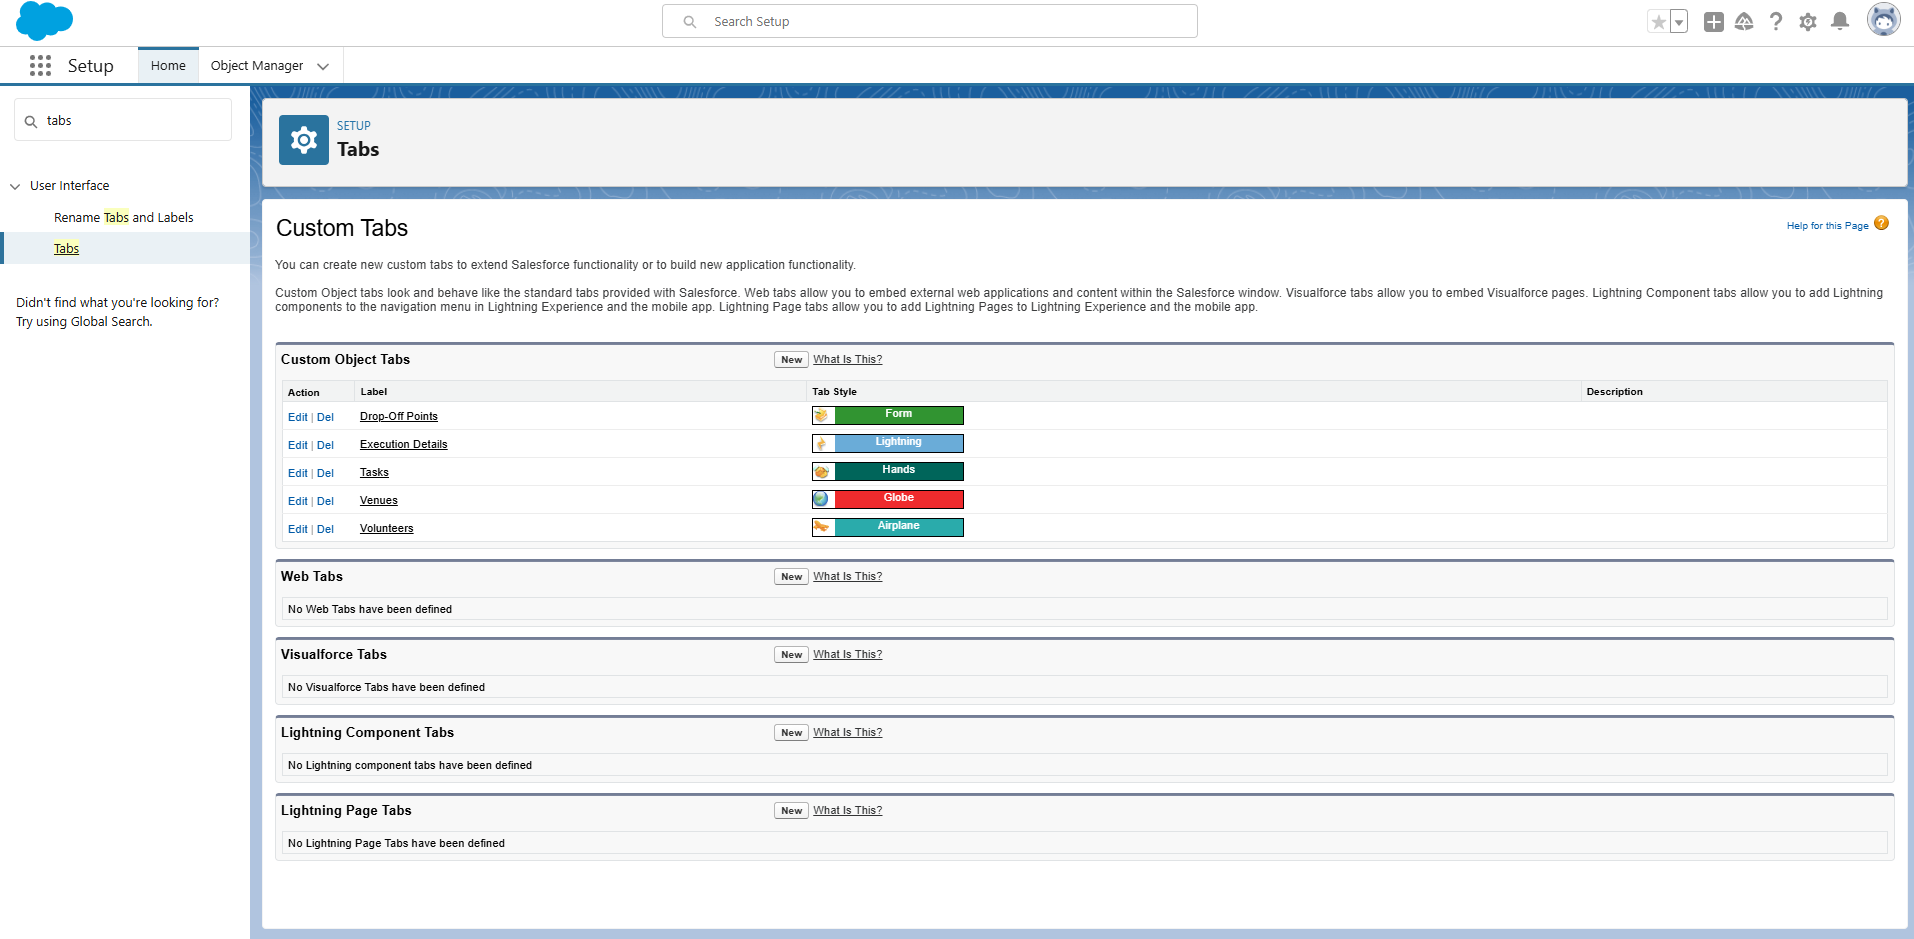 Search Setup
Setup
Home
Object Manager
tabs
User Interface
Rename Tabs and Labels
Tabs
Didn't find what you're looking for?
Try using Global Search.
SETUP
Tabs
Custom Tabs
Help for this Page
You can create new custom tabs to extend Salesforce functionality or to build new application functionality.
Custom Object tabs look and behave like the standard tabs provided with Salesforce. Web tabs allow you to embed external web applications and content within the Salesforce window. Visualforce tabs allow you to embed Visualforce pages. Lightning Component tabs allow you to add Lightning
components to the navigation menu in Lightning Experience and the mobile app. Lightning Page tabs allow you to add Lightning Pages to Lightning Experience and the mobile app.
Custom Object Tabs New What Is This?
Action Label Tab Style Description
Edit | Del Drop-Off Points Form
Edit | Del Execution Details Lightning
Edit | Del Tasks Hands
Edit | Del Venues Globe
Edit | Del Volunteers Airplane
Web Tabs New What Is This?
No Web Tabs have been defined
Visualforce Tabs New What Is This?
No Visualforce Tabs have been defined
Lightning Component Tabs New What Is This?
No Lightning component tabs have been defined
Lightning Page Tabs New What Is This?
No Lightning Page Tabs have been defined